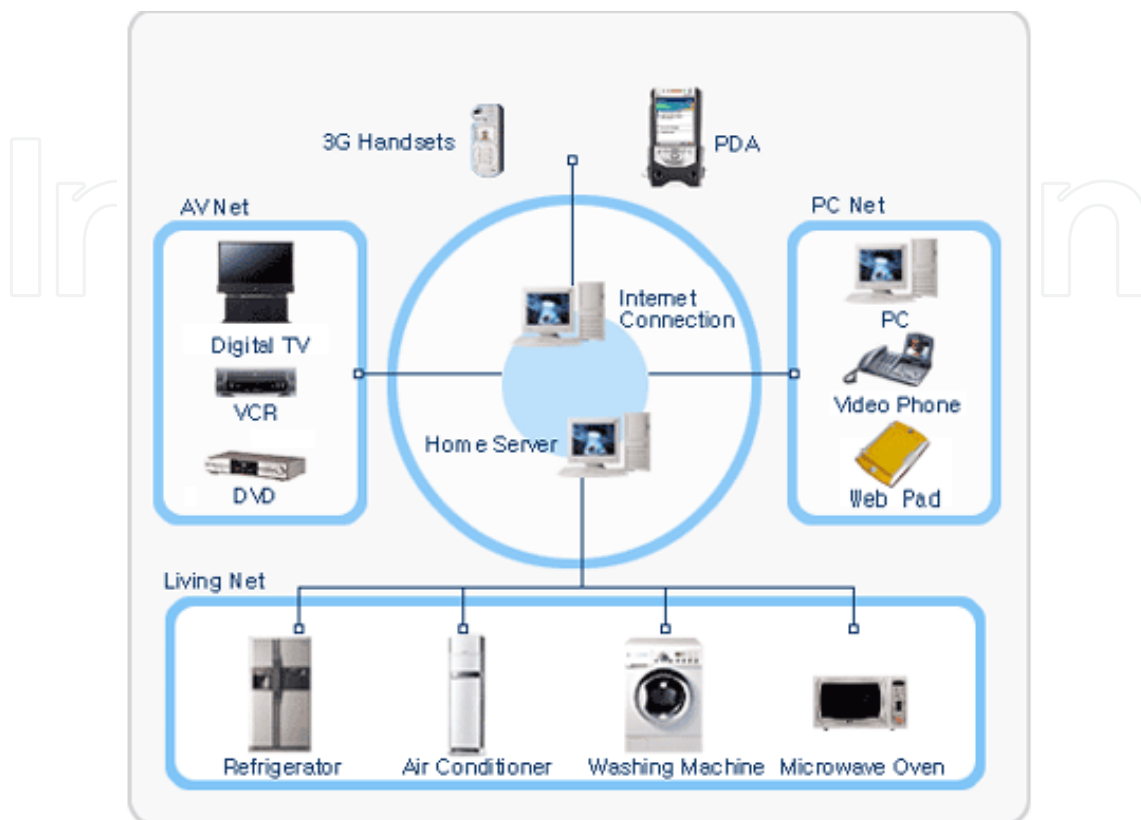 3G Handsets
PDA
AV Net
PC Net
Digital TV
VCR
DVD
Internet
Connection
Home Server
PC
Video Phone
Web Pad
Living Net
Refrigerator
Air Conditioner
Washing Machine
Microwave Oven